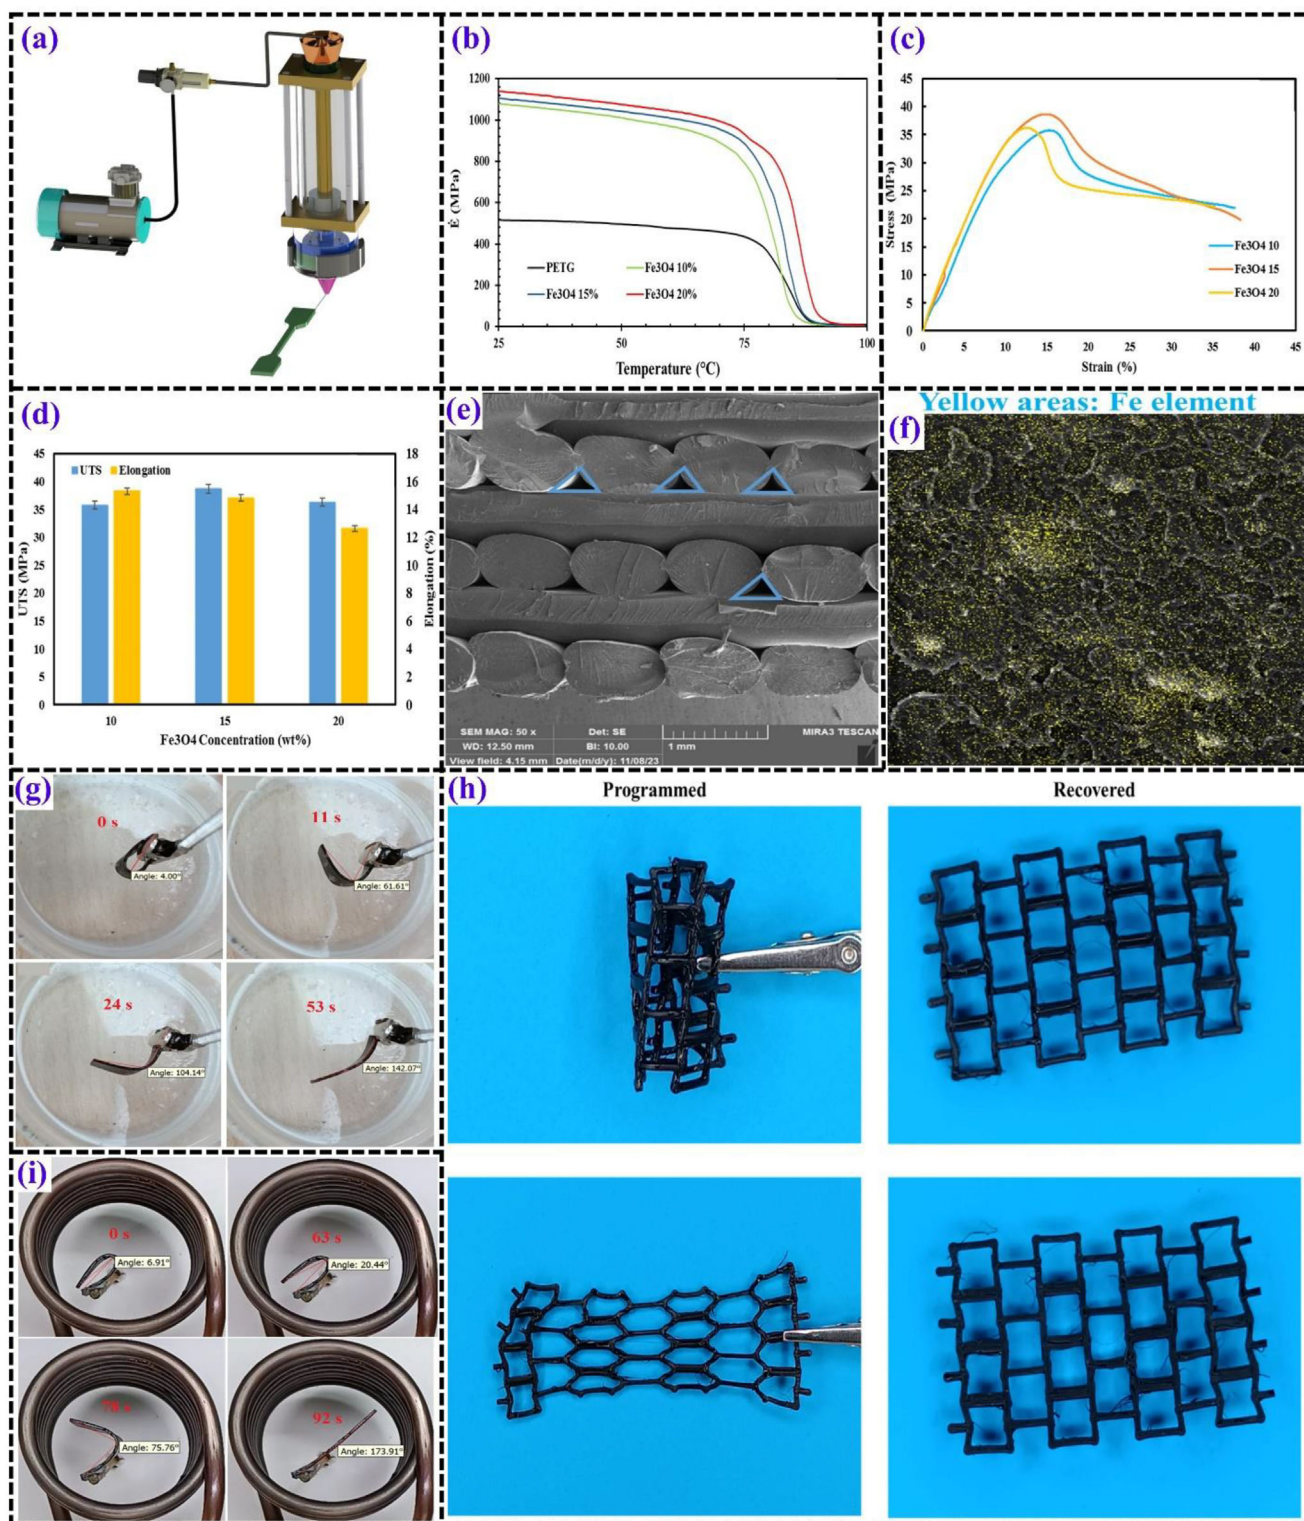 (a)
(b)
1200
1000
800
600
400
200
0
Ė (MPa)
PETG
Fe3O4 10%
Fe3O4 15%
Fe3O4 20%
25
50
75
100
Temperature (°C)
(c)
45
40
35
30
25
20
15
10
5
0
Stress (MPa)
Fe3O4 10
Fe3O4 15
Fe3O4 20
0
5
10
15
20
25
30
35
40
45
Strain (%)
(d)
45
40
35
30
25
20
15
10
5
0
UTS (MPa)
UTS
Elongation
18
16
14
12
10
8
6
4
2
0
Elongation (%)
10
15
20
Fe3O4 Concentration (wt%)
(e)
SEM MAG: 50 x
Det: SE
MIRA3 TESCAN
WD: 12.50 mm
BI: 10.00
1 mm
View field: 4.15 mm
Date(m/d/y): 11/08/23
Yellow areas: Fe element
(f)
(g)
0 s
Angle: 4.00°
11 s
Angle: 61.61°
24 s
Angle: 104.14°
53 s
Angle: 142.07°
(h)
Programmed
Recovered
(i)
0 s
Angle: 6.91°
63 s
Angle: 20.44°
78 s
Angle: 75.76°
92 s
Angle: 173.91°